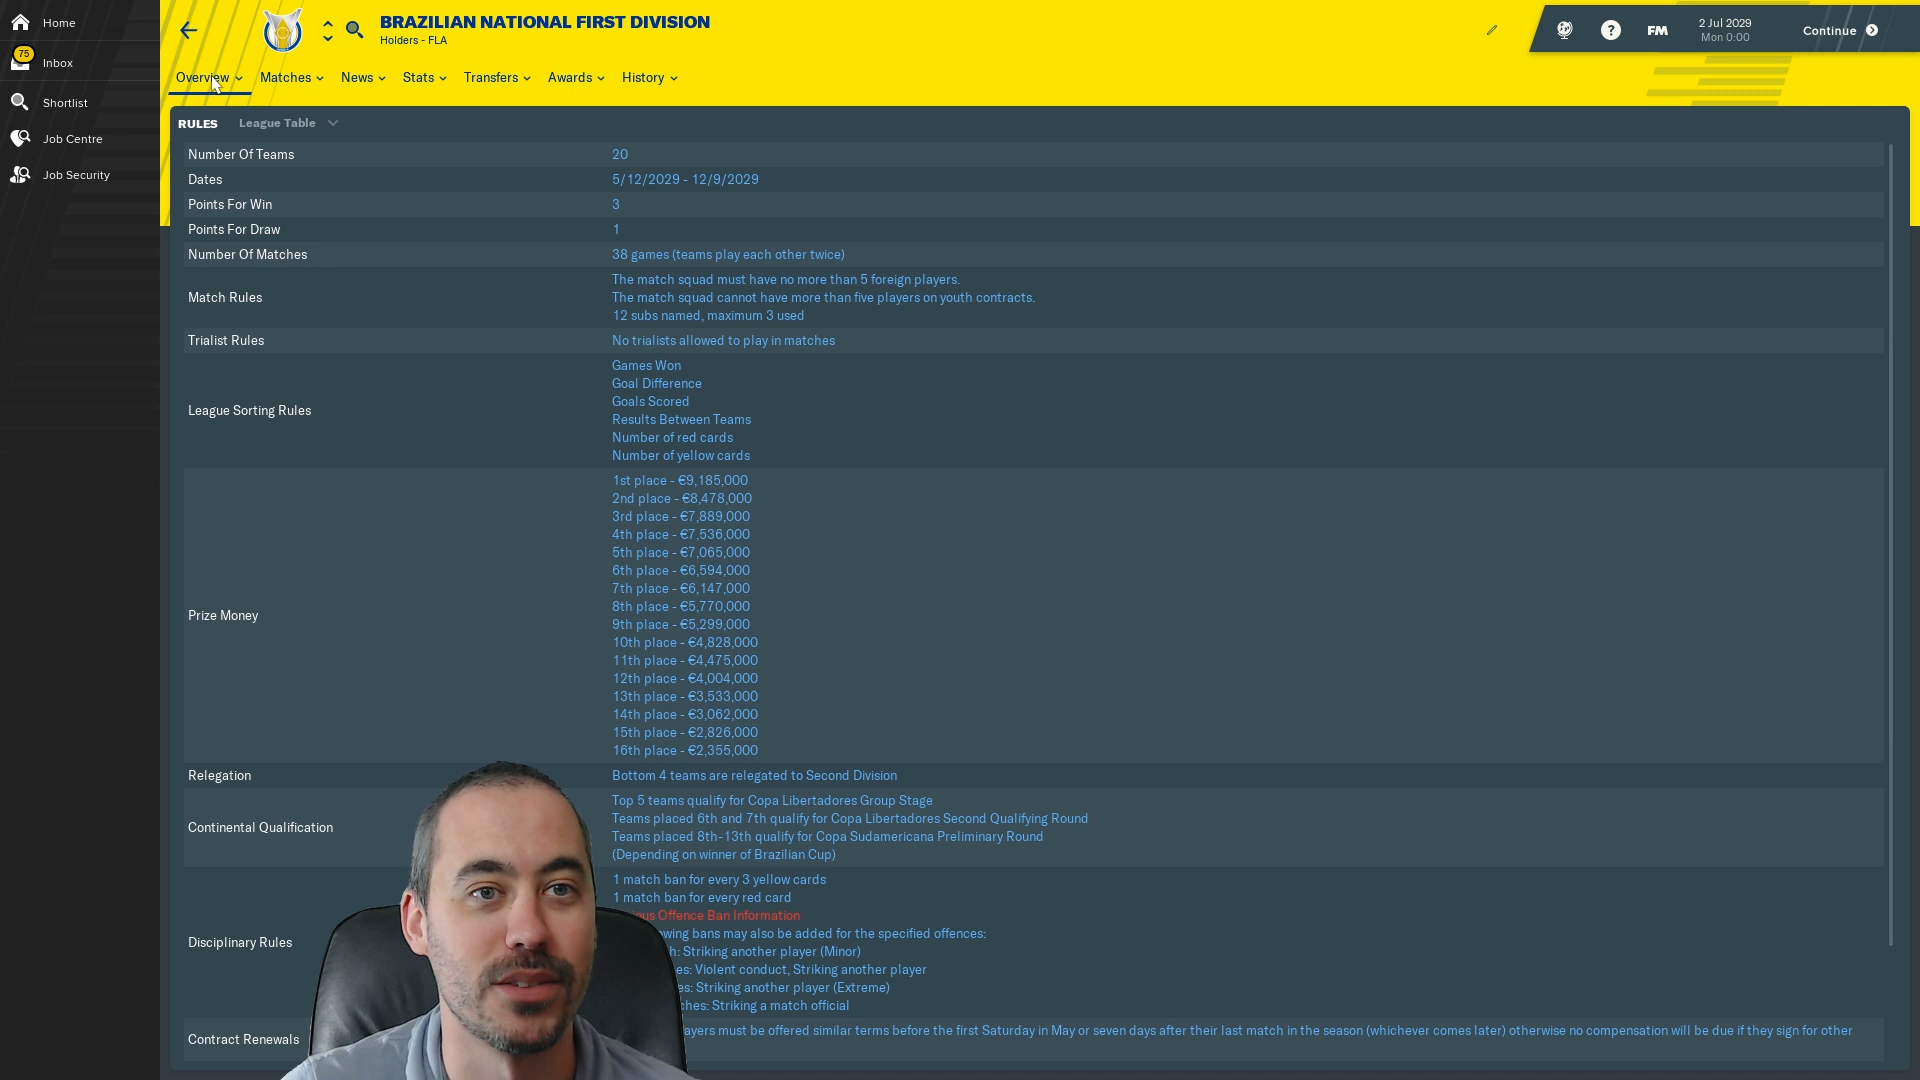 Home
75
Inbox
Shortlist
Job Centre
Job Security
BRAZILIAN NATIONAL FIRST DIVISION
Holders - FLA
?
FM
2 Jul 2029
Mon 0:00
Continue
Overview
Matches
News
Stats
Transfers
Awards
History
RULES
League Table
Number Of Teams
20
Dates
5/12/2029 - 12/9/2029
Points For Win
3
Points For Draw
1
Number Of Matches
38 games (teams play each other twice)
Match Rules
The match squad must have no more than 5 foreign players.
The match squad cannot have more than five players on youth contracts.
12 subs named, maximum 3 used
Trialist Rules
No trialists allowed to play in matches
League Sorting Rules
Games Won
Goal Difference
Goals Scored
Results Between Teams
Number of red cards
Number of yellow cards
Prize Money
1st place - €9,185,000
2nd place - €8,478,000
3rd place - €7,889,000
4th place - €7,536,000
5th place - €7,065,000
6th place - €6,594,000
7th place - €6,147,000
8th place - €5,770,000
9th place - €5,299,000
10th place - €4,828,000
11th place - €4,475,000
12th place - €4,004,000
13th place - €3,533,000
14th place - €3,062,000
15th place - €2,826,000
16th place - €2,355,000
Relegation
Bottom 4 teams are relegated to Second Division
Continental Qualification
Top 5 teams qualify for Copa Libertadores Group Stage
Teams placed 6th and 7th qualify for Copa Libertadores Second Qualifying Round
Teams placed 8th-13th qualify for Copa Sudamericana Preliminary Round
(Depending on winner of Brazilian Cup)
Disciplinary Rules
1 match ban for every 3 yellow cards
1 match ban for every red card
Offence Ban Information
bans may also be added for the specified offences:
Striking another player (Minor)
Violent conduct, Striking another player
Striking another player (Extreme)
Striking a match official
Contract Renewals
must be offered similar terms before the first Saturday in May or seven days after their last match in the season (whichever comes later) otherwise no compensation will be due if they sign for other